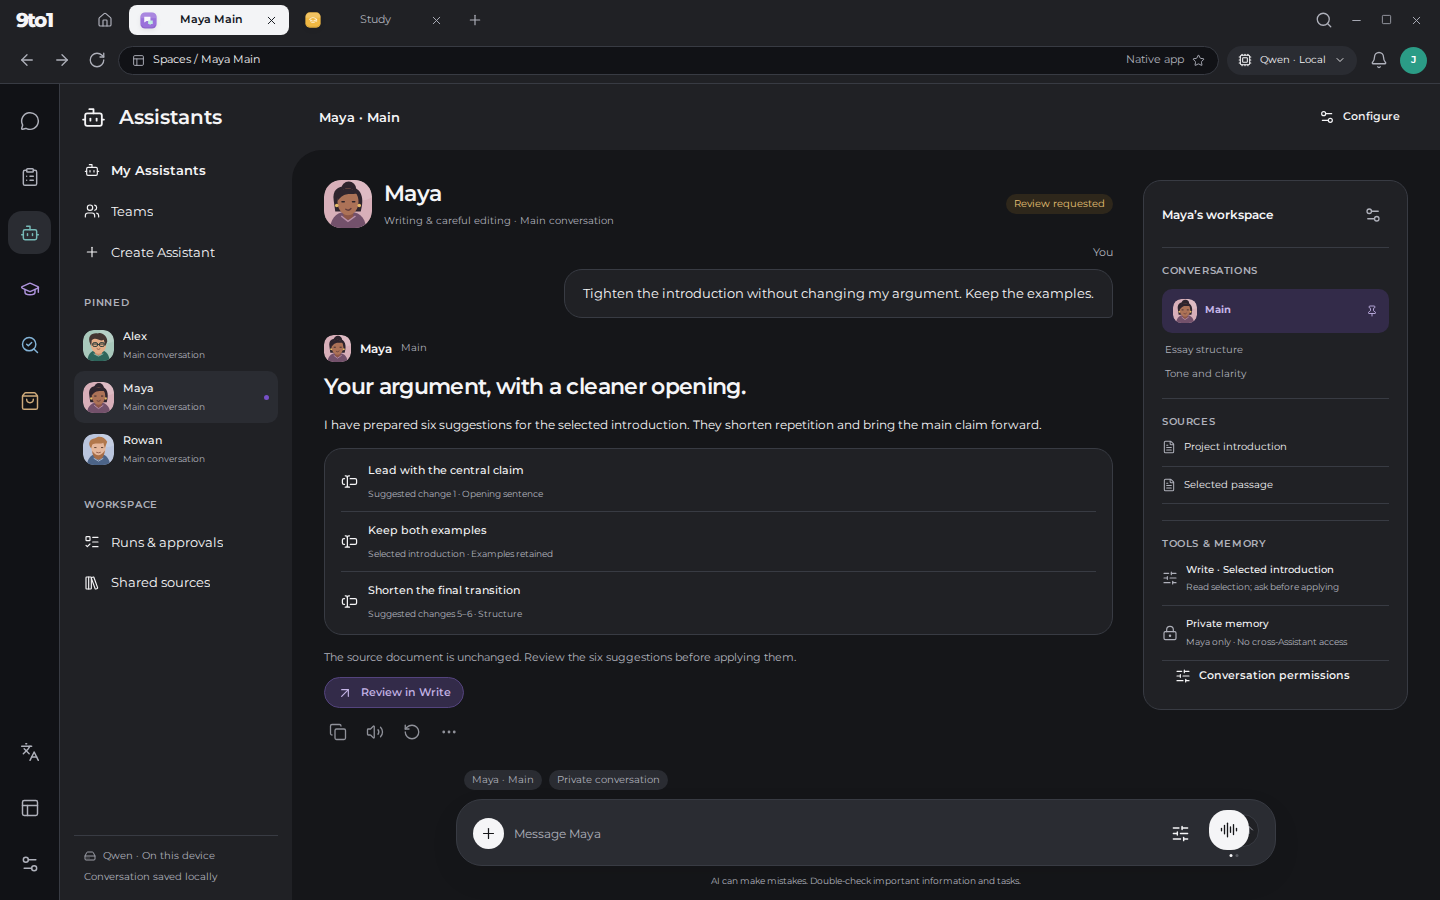 9to1
Maya Main
Study
Spaces / Maya Main
Native app
Qwen · Local
J
Assistants
My Assistants
Teams
Create Assistant
PINNED
Alex
Main conversation
Maya
Main conversation
Rowan
Main conversation
WORKSPACE
Runs & approvals
Shared sources
Qwen · On this device
Conversation saved locally
Maya · Main
Configure
Maya
Writing & careful editing · Main conversation
Review requested
You
Tighten the introduction without changing my argument. Keep the examples.
Maya Main
Your argument, with a cleaner opening.
I have prepared six suggestions for the selected introduction. They shorten repetition and bring the main claim forward.
Lead with the central claim
Suggested change 1 · Opening sentence
Keep both examples
Selected introduction · Examples retained
Shorten the final transition
Suggested changes 5–6 · Structure
The source document is unchanged. Review the six suggestions before applying them.
Review in Write
Maya · Main
Private conversation
Message Maya
AI can make mistakes. Double-check important information and tasks.
Maya's workspace
CONVERSATIONS
Main
Essay structure
Tone and clarity
SOURCES
Project introduction
Selected passage
TOOLS & MEMORY
Write · Selected introduction
Read selection; ask before applying
Private memory
Maya only · No cross-Assistant access
Conversation permissions